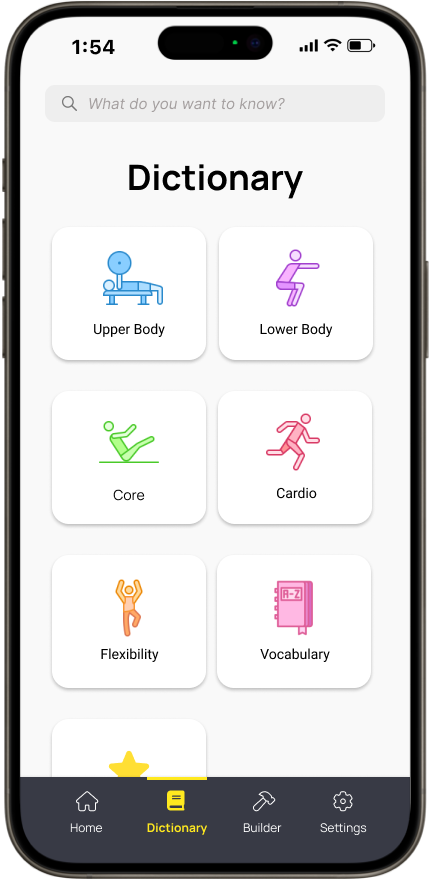 1:54
What do you want to know?
Dictionary
Upper Body
Lower Body
Core
Cardio
A-Z
Flexibility
Vocabulary
Home
Dictionary
Builder
Settings